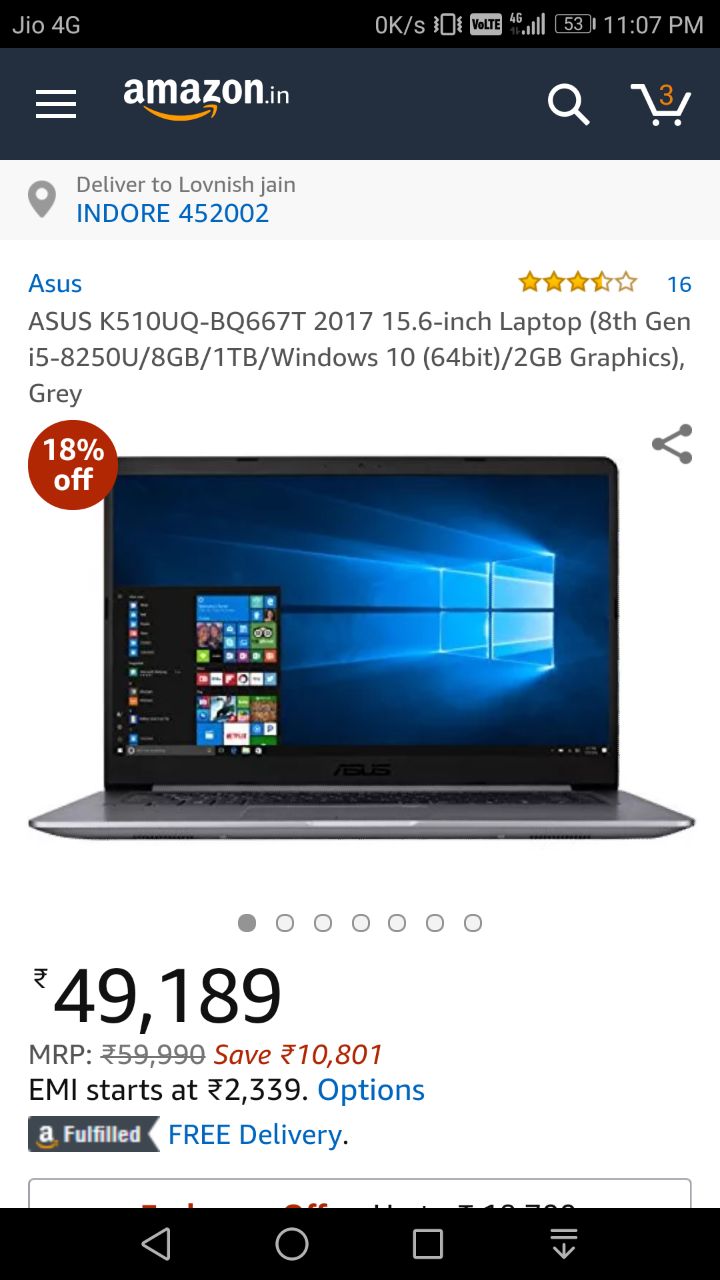 Jio 4G 0K/s VoLTE 4G 53 11:07 PM
amazon.in 3
Deliver to Lovnish jain
INDORE 452002
Asus 16
ASUS K510UQ-BQ667T 2017 15.6-inch Laptop (8th Gen
i5-8250U/8GB/1TB/Windows 10 (64bit)/2GB Graphics),
Grey
18%
off
ASUS
₹49,189
MRP: ₹59,990 Save ₹10,801
EMI starts at ₹2,339. Options
a Fulfilled FREE Delivery.